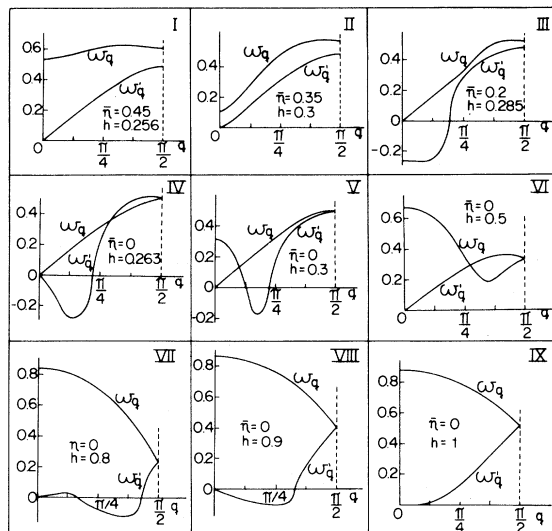 I
0.6
0.4
0.2
0
ωq
ω'q
n̄=0.45
h=0.256
π/4
π/2
q
II
0.4
0.2
0
ωq
ω'q
n̄=0.35
h=0.3
π/4
π/2
q
III
0.4
0.2
0
-0.2
ωq
ω'q
n̄=0.2
h=0.285
π/4
π/2
q
IV
0.4
0.2
0
-0.2
ωq
ω'q
n̄=0
h=0.263
π/4
π/2
q
V
0.4
0.2
0
0.2
ωq
ω'q
n̄=0
h=0.3
π/4
π/2
q
VI
0.6
0.4
0.2
0
ωq
ω'q
n̄=0
h=0.5
π/4
π/2
q
VII
0.8
0.6
0.4
0.2
0
ωq
ω'q
n̄=0
h=0.8
π/4
π/2
q
VIII
0.8
0.6
0.4
0.2
0
ωq
ω'q
n̄=0
h=0.9
π/4
π/2
q
IX
0.8
0.6
0.4
0.2
0
ωq
ω'q
n̄=0
h=1
π/4
π/2
q